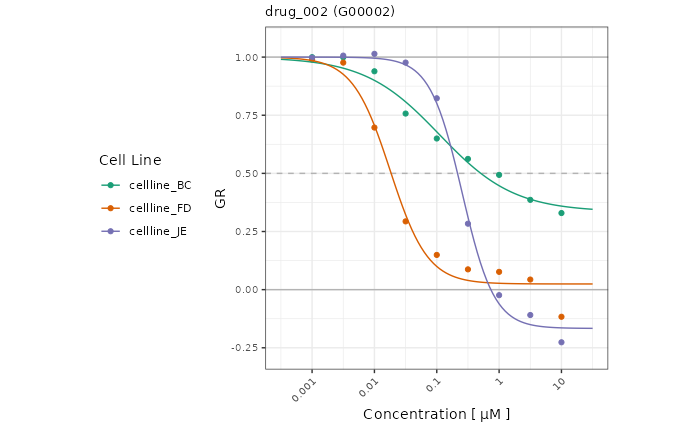 drug_002 (G00002)
Cell Line
cellline_BC
cellline_FD
cellline_JE
GR
1.00
0.75
0.50
0.25
0.00
-0.25
0.001
0.01
0.1
1
10
Concentration [ µM ]